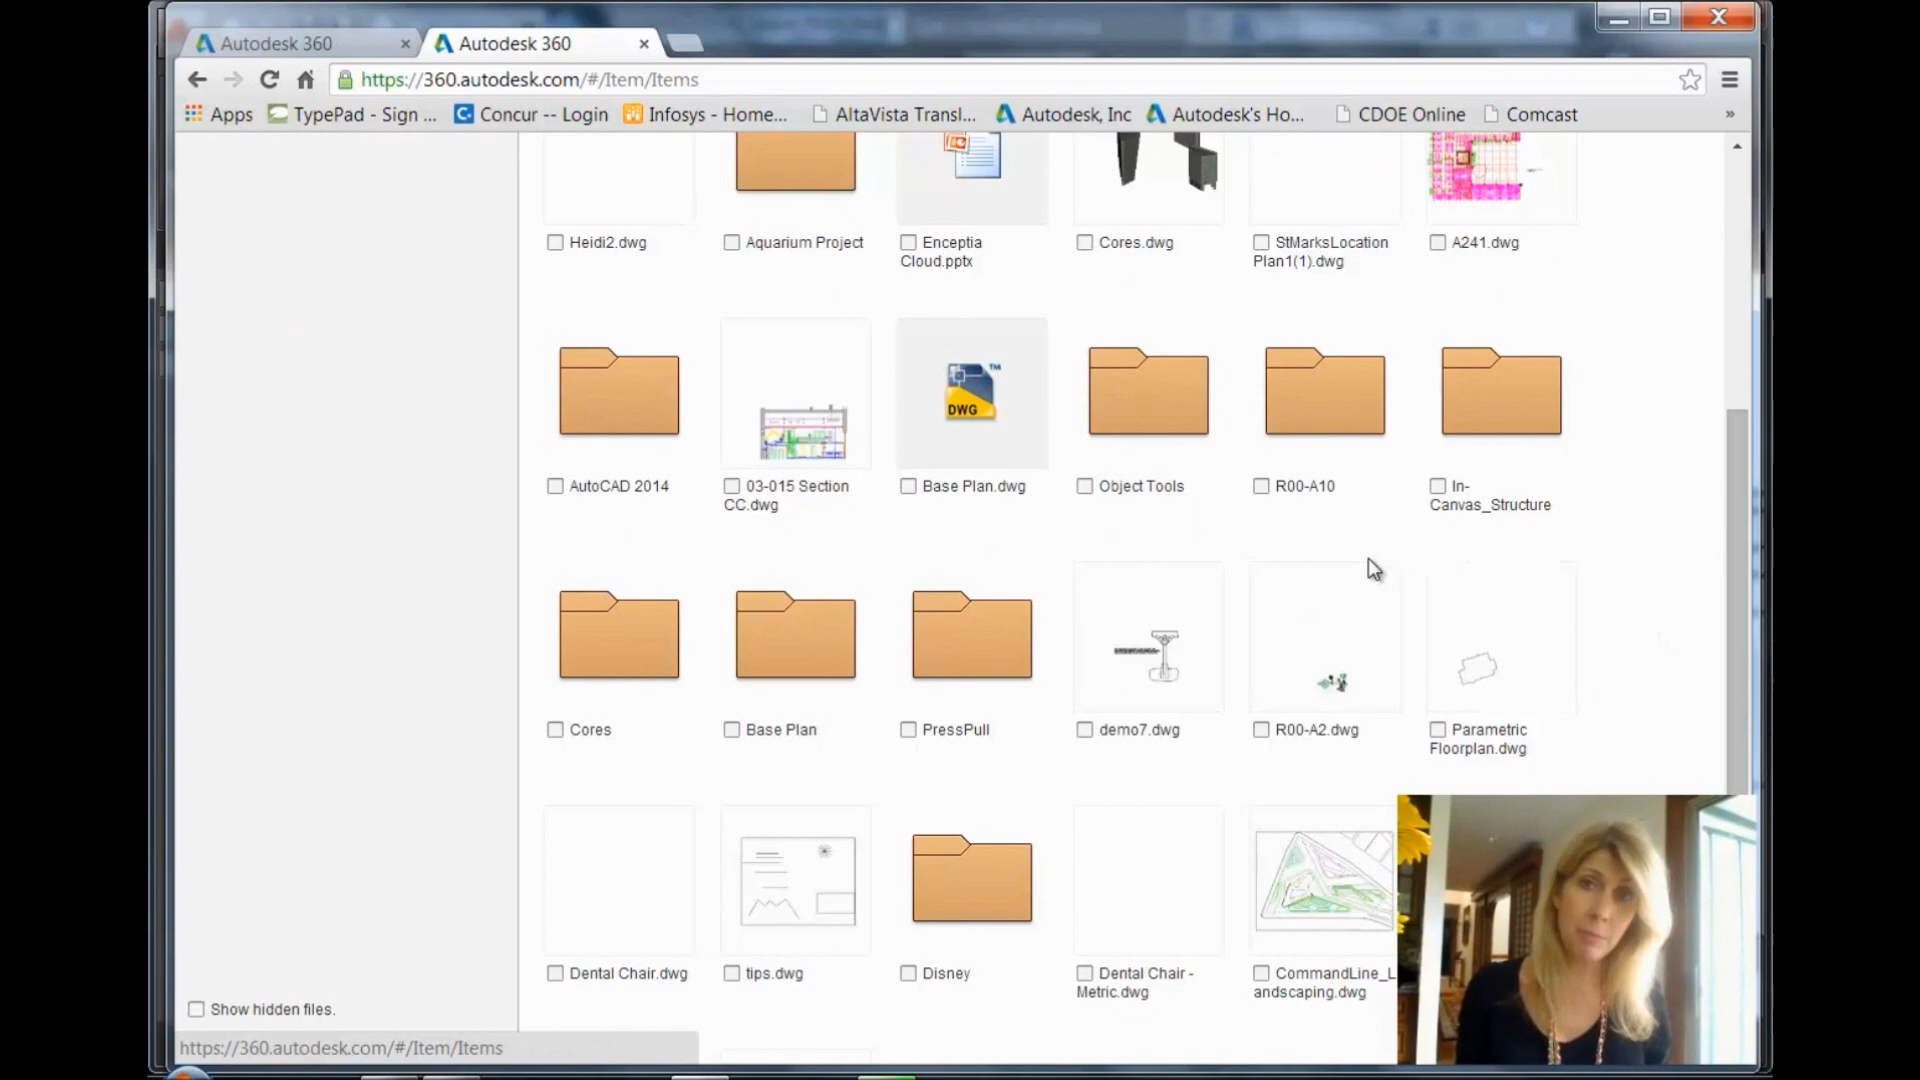 Autodesk 360
Autodesk 360
https://360.autodesk.com/#/Item/Items
Apps TypePad - Sign ... Concur -- Login Infosys - Home... AltaVista Transl... Autodesk, Inc Autodesk's Ho... CDOE Online Comcast »
Heidi2.dwg
Aquarium Project
Enceptia
Cloud.pptx
Cores.dwg
StMarksLocation
Plan1(1).dwg
A241.dwg
DWG
TM
AutoCAD 2014
03-015 Section
CC.dwg
Base Plan.dwg
Object Tools
R00-A10
In-
Canvas_Structure
Cores
Base Plan
PressPull
demo7.dwg
R00-A2.dwg
Parametric
Floorplan.dwg
Dental Chair.dwg
tips.dwg
Disney
Dental Chair -
Metric.dwg
CommandLine_L
andscaping.dwg
Show hidden files.
https://360.autodesk.com/#/Item/Items